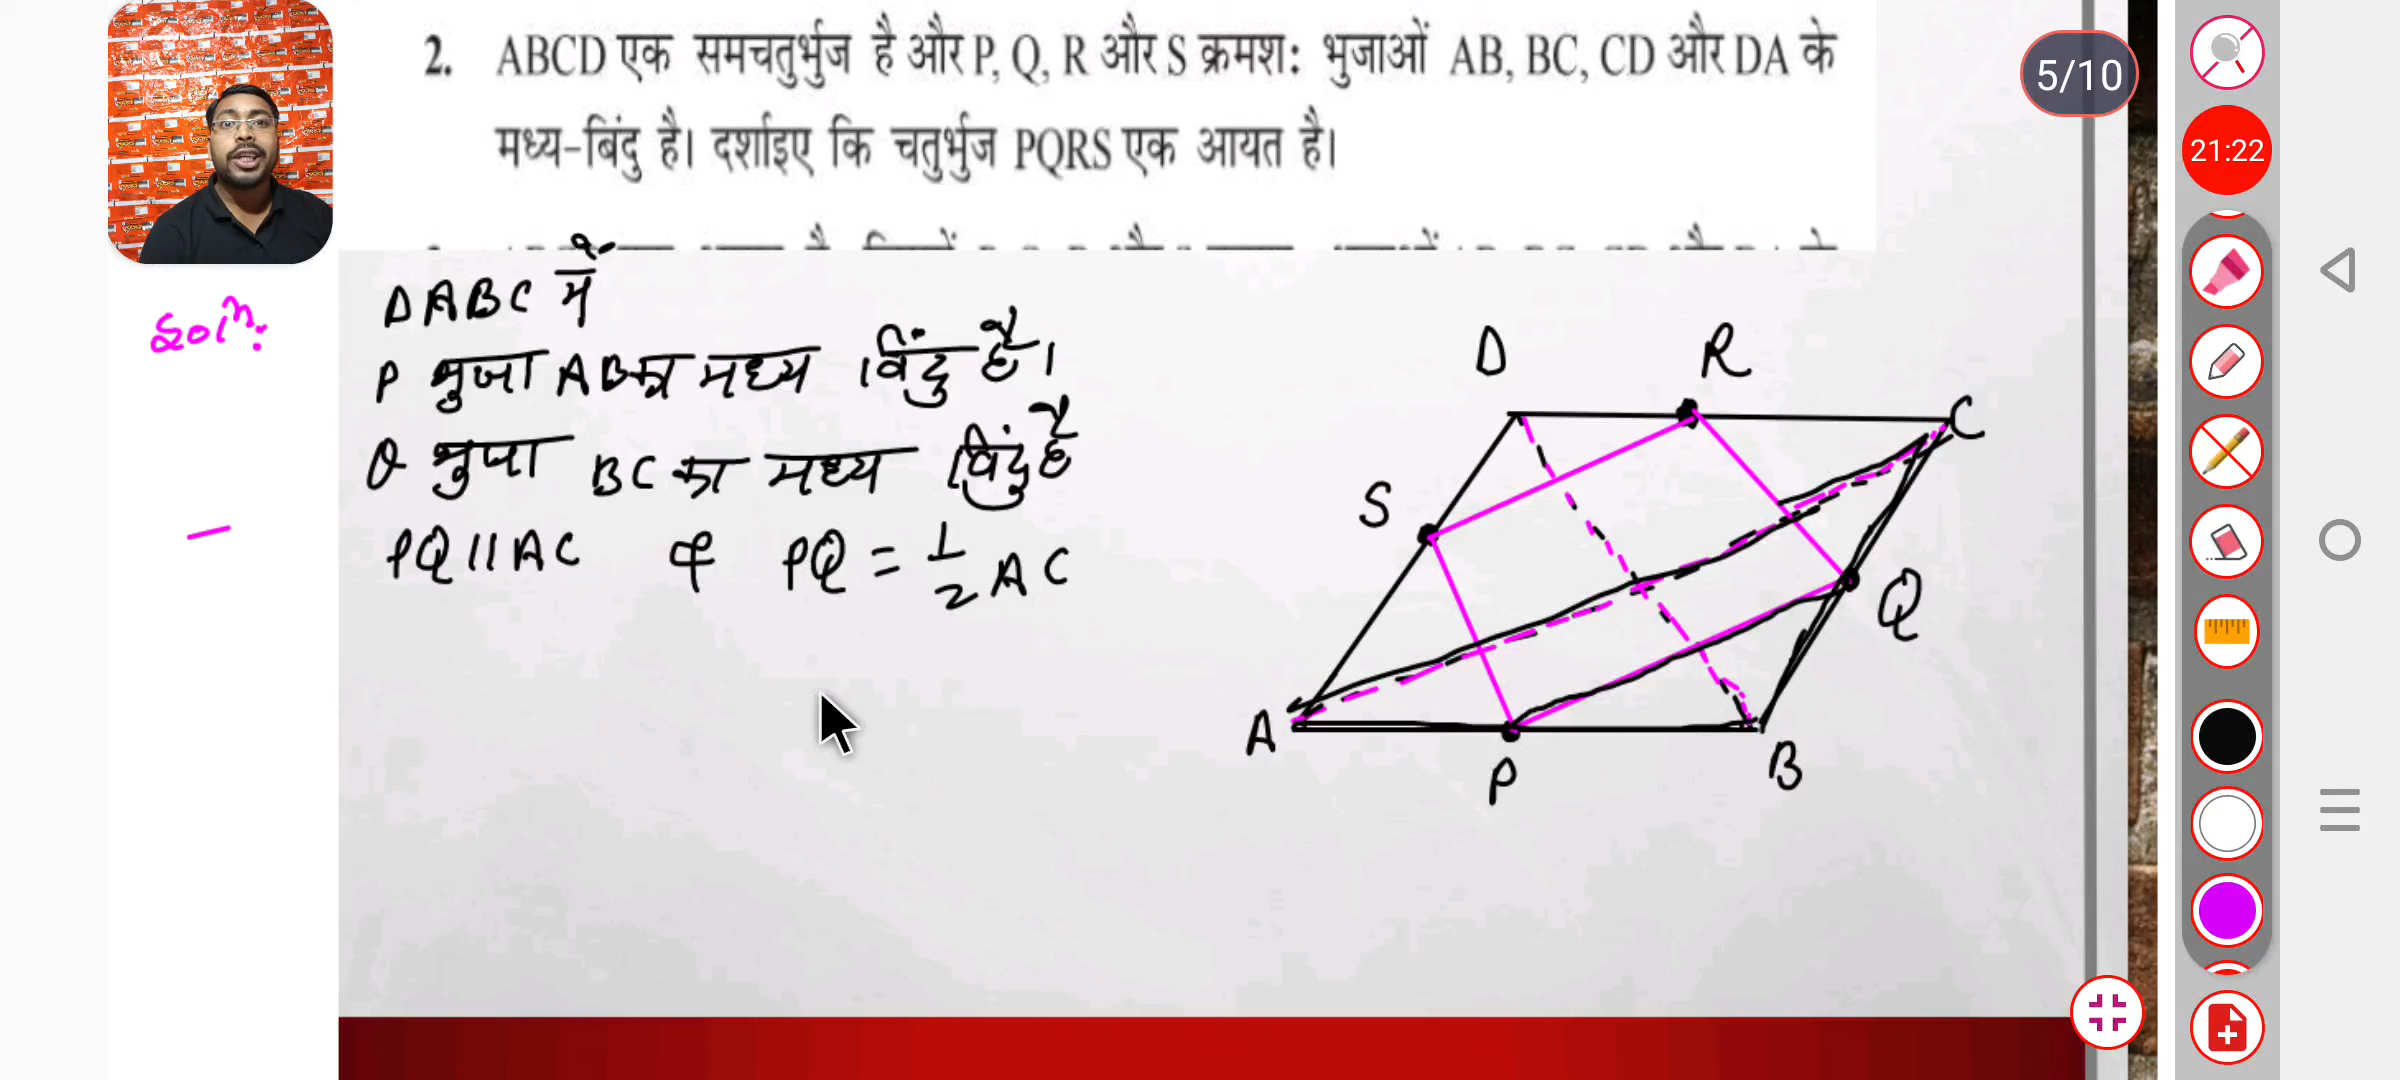 2. ABCD एक समचतुर्भुज है और P, Q, R और S क्रमश: भुजाओं AB, BC, CD और DA के
मध्य-बिंदु है। दर्शाइए कि चतुर्भुज PQRS एक आयत है।
5/10
21:22
Soln:
Δ ABC में
P भुजा AB का मध्य बिंदु है।
Q भुजा BC का मध्य बिंदु है
PQ || AC & PQ = 1/2 AC
D R C
S
Q
A P B